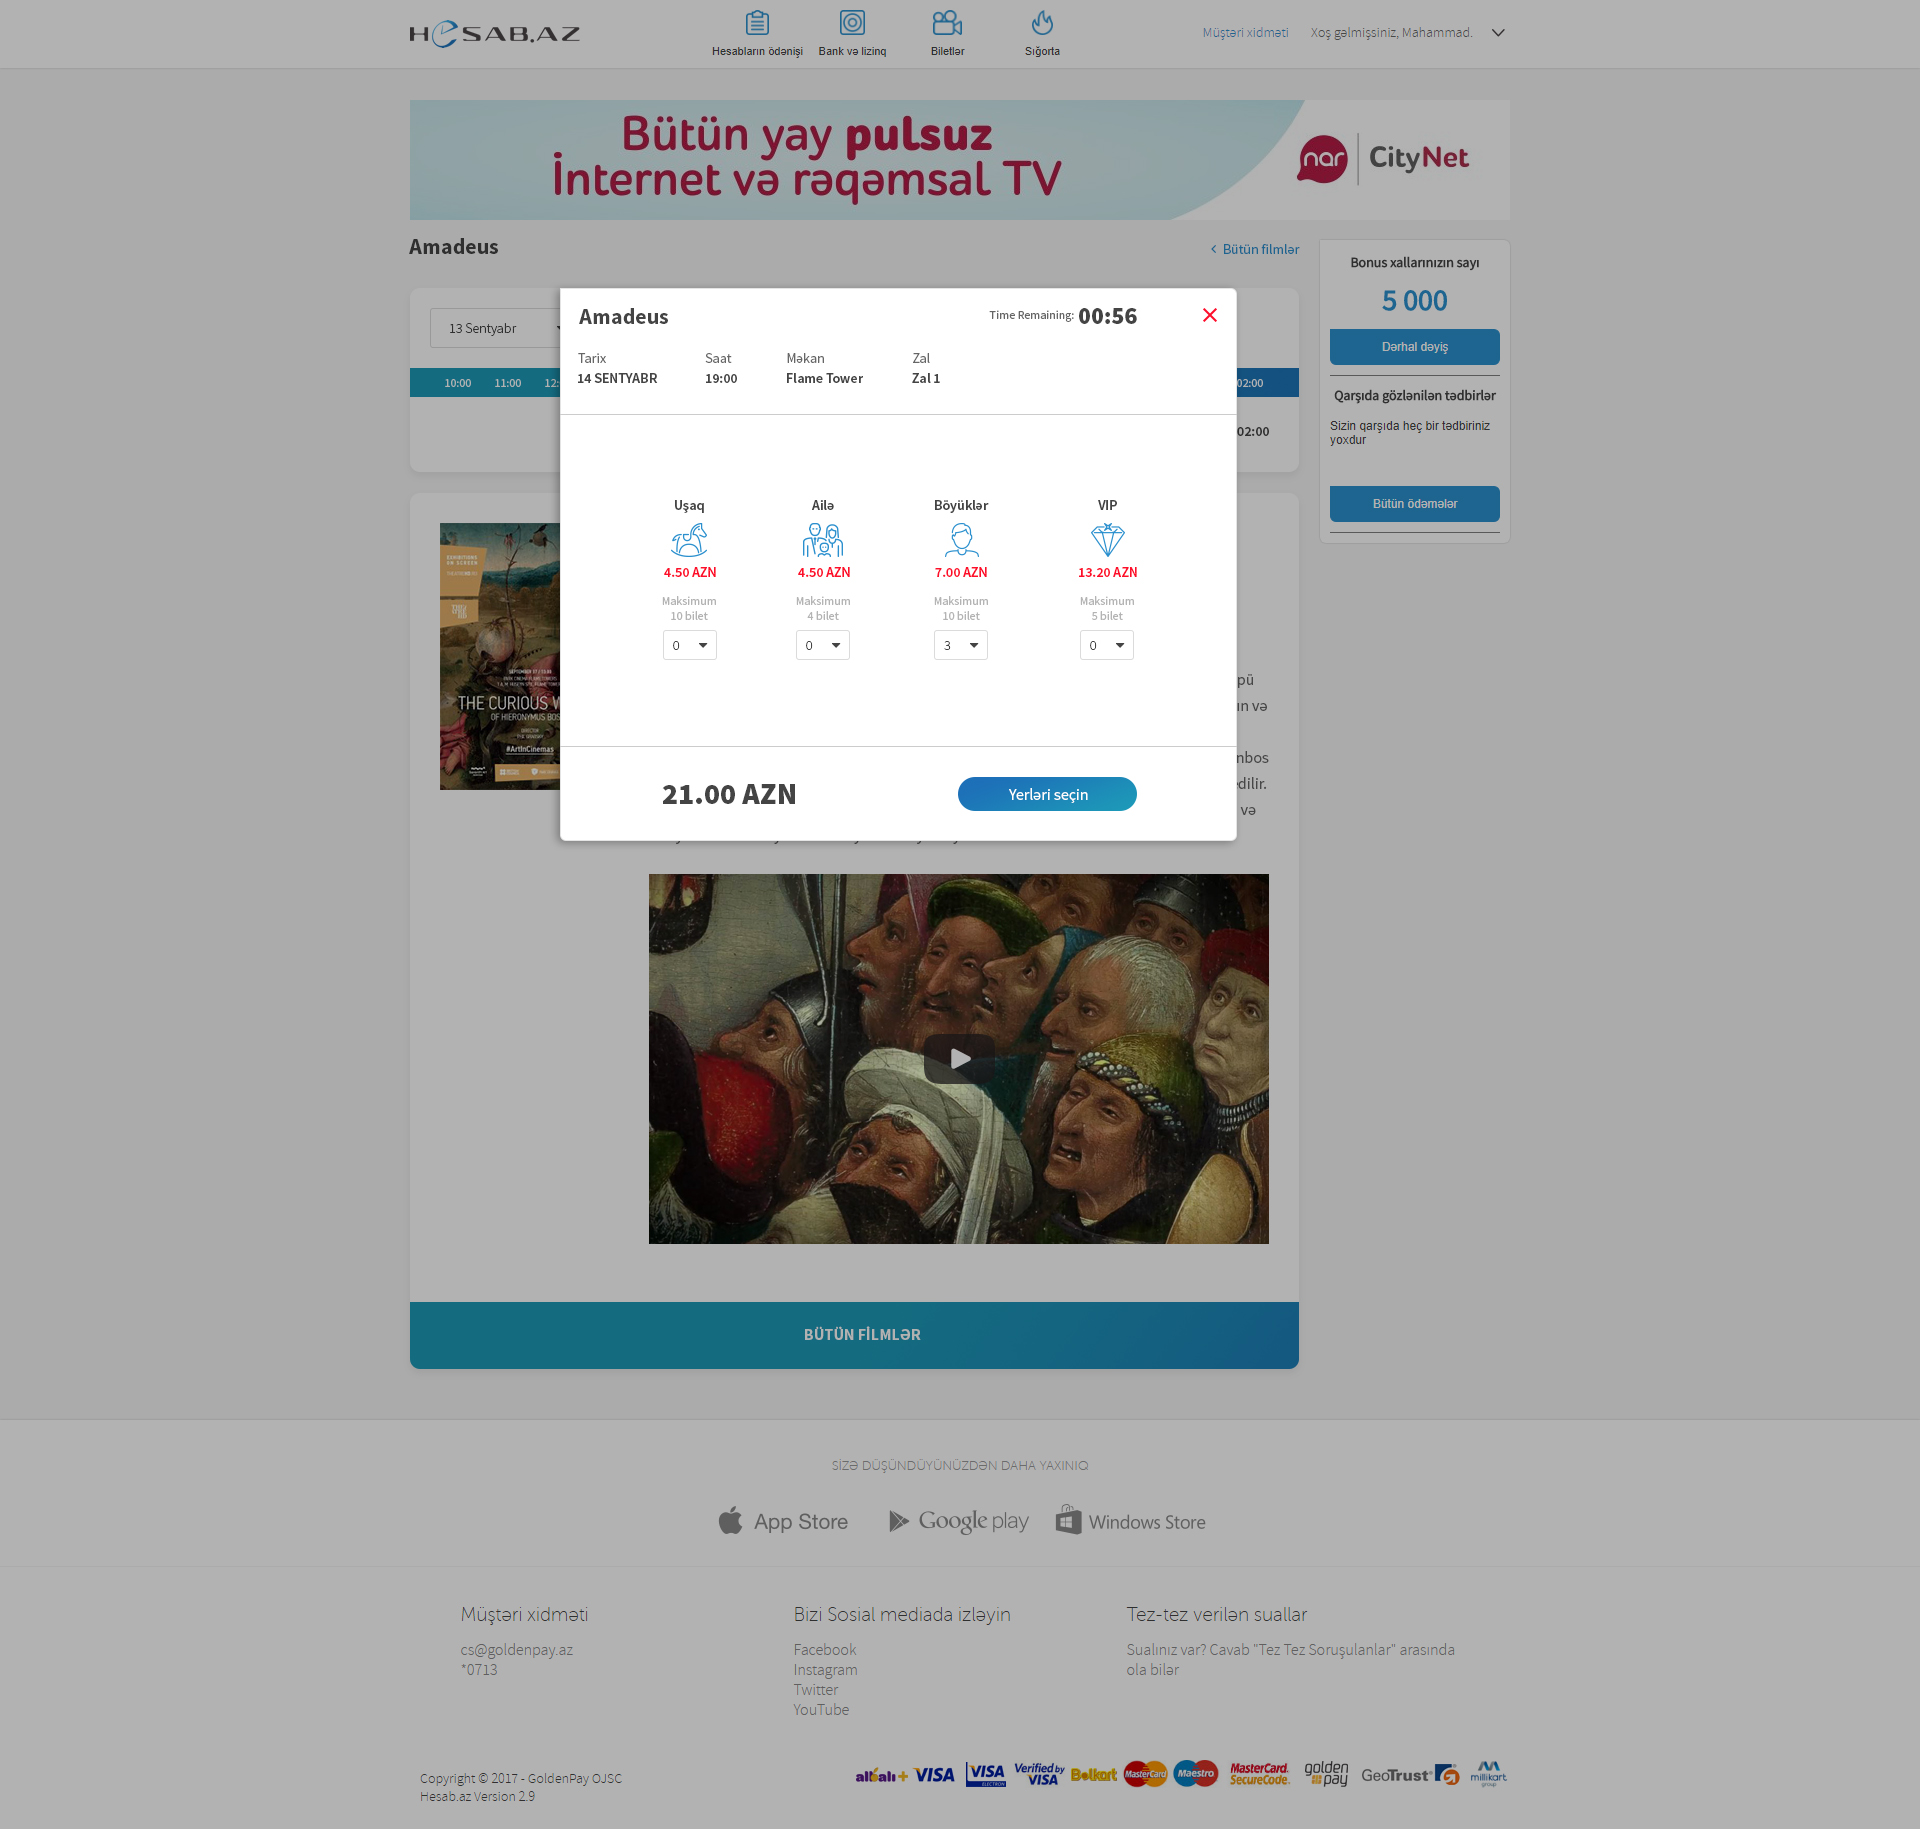 HeSAB.AZ
Hesabların ödənişi
Bank və lizinq
Biletlər
Sığorta
Müştəri xidməti
Xoş gəlmişsiniz, Mahammad.
Bütün yay pulsuz
İnternet və rəqəmsal TV
nar
CityNet
Amadeus
Bütün filmlər
13 Sentyabr
10:00 11:00 12:
02:00
02:00
Amadeus
Time Remaining: 00:56
Tarix
14 SENTYABR
Saat
19:00
Məkan
Flame Tower
Zal
Zal 1
Uşaq
4.50 AZN
Maksimum
10 bilet
0
Ailə
4.50 AZN
Maksimum
4 bilet
0
Böyüklər
7.00 AZN
Maksimum
10 bilet
3
VIP
13.20 AZN
Maksimum
5 bilet
0
21.00 AZN
Yerləri seçin
Bonus xallarınızın sayı
5 000
Dərhal dəyiş
Qarşıda gözlənilən tədbirlər
Sizin qarşıda heç bir tədbiriniz
yoxdur
Bütün ödəmələr
EXHIBITIONS
ON SCREEN
THE CURIOUS W
OF HIERONYMUS BOS
#ArtInCinemas
pü
ın və
nbos
edilir.
və
BÜTÜN FİLMLƏR
SİZƏ DÜŞÜNDÜYÜNÜZDƏN DAHA YAXINIQ
App Store
Google play
Windows Store
Müştəri xidməti
cs@goldenpay.az
*0713
Bizi Sosial mediada izləyin
Facebook
Instagram
Twitter
YouTube
Tez-tez verilən suallar
Sualınız var? Cavab "Tez Tez Soruşulanlar" arasında
ola bilər
Copyright © 2017 - GoldenPay OJSC
Hesab.az Version 2.9
albalı+
VISA
VISA
ELECTRON
Verified by
VISA
Bolkart
MasterCard
Maestro
MasterCard.
SecureCode.
golden
pay
GeoTrust
millikart
group